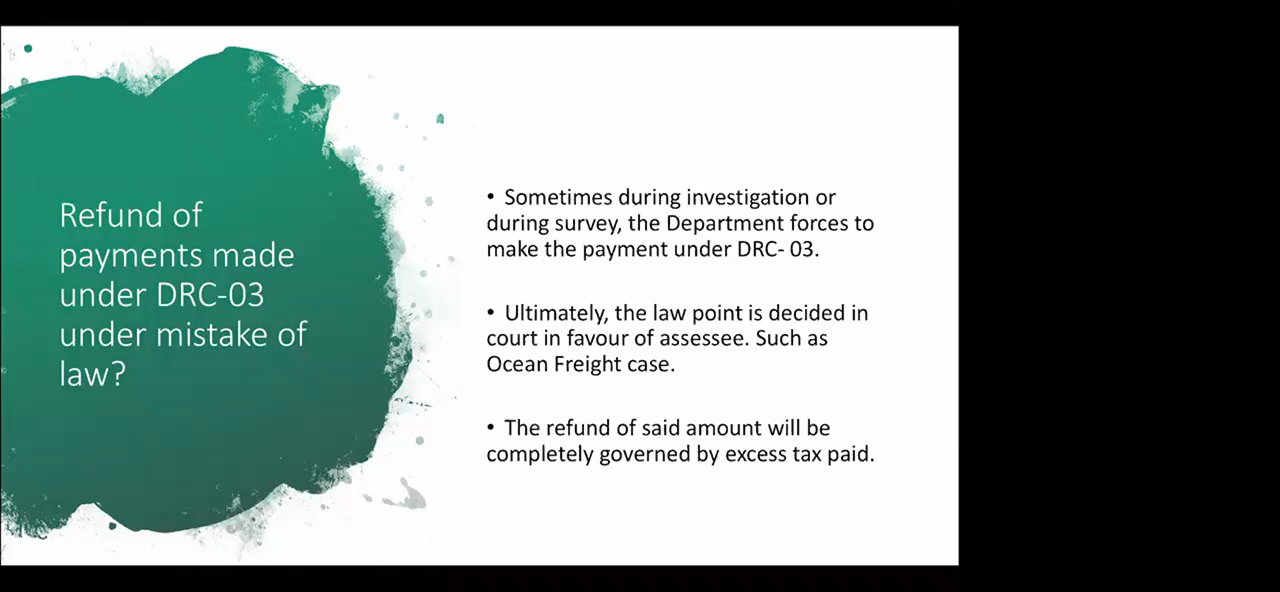 Refund of
payments made
under DRC-03
under mistake of
law?
• Sometimes during investigation or
during survey, the Department forces to
make the payment under DRC- 03.
• Ultimately, the law point is decided in
court in favour of assessee. Such as
Ocean Freight case.
• The refund of said amount will be
completely governed by excess tax paid.